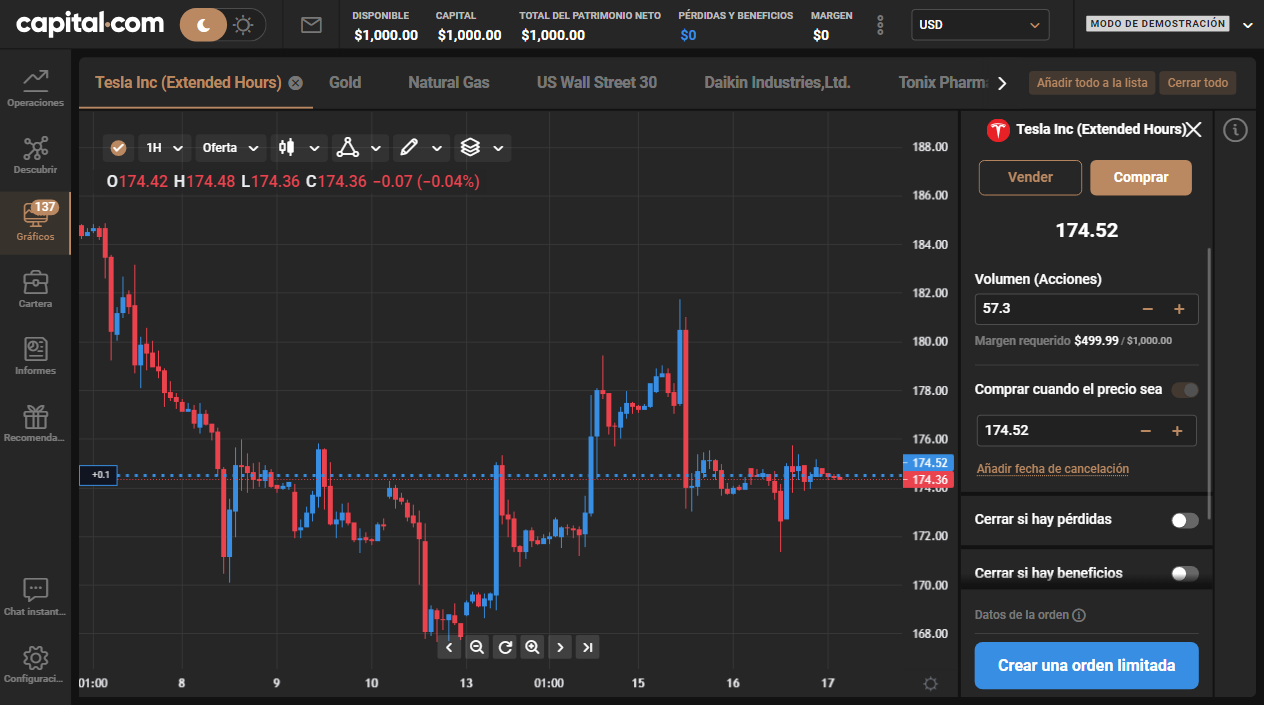 capital.com
DISPONIBLE
$1,000.00
CAPITAL
$1,000.00
TOTAL DEL PATRIMONIO NETO
$1,000.00
PÉRDIDAS Y BENEFICIOS
$0
MARGEN
$0
USD
MODO DE DEMOSTRACIÓN
Operaciones
Descubrir
137
Gráficos
Cartera
Informes
Recomenda...
Chat instant...
Configuraci...
Tesla Inc (Extended Hours)
Gold
Natural Gas
US Wall Street 30
Daikin Industries,Ltd.
Tonix Pharm
Añadir todo a la lista
Cerrar todo
1H
Oferta
O174.42 H174.48 L174.36 C174.36 −0.07 (−0.04%)
188.00
186.00
184.00
182.00
180.00
178.00
176.00
174.52
174.36
174.00
172.00
170.00
168.00
+0.1
01:00 8 9 10 13 01:00 15 16 17
Tesla Inc (Extended Hours)
Vender
Comprar
174.52
Volumen (Acciones)
57.3
Margen requerido $499.99 / $1,000.00
Comprar cuando el precio sea
174.52
Añadir fecha de cancelación
Cerrar si hay pérdidas
Cerrar si hay beneficios
Datos de la orden
Crear una orden limitada